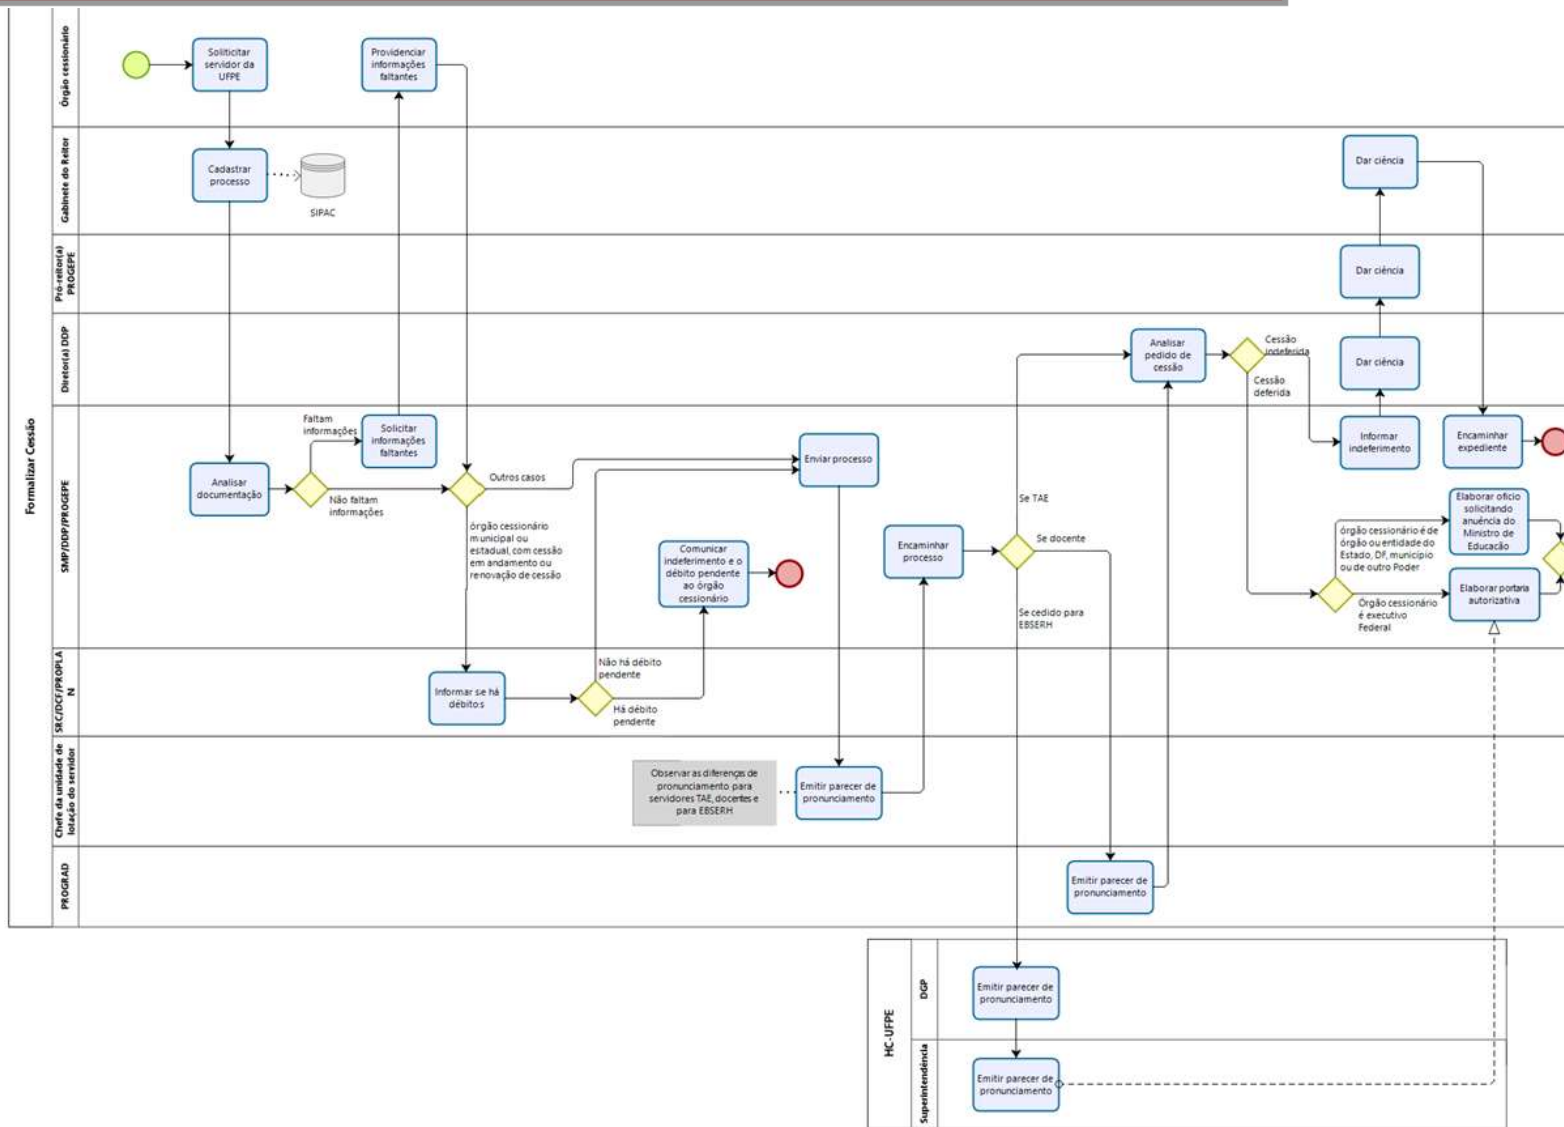 Formalizar Cessão
Órgão cessionário
Soliticitar
servidor da
UFPE
Providenciar
informações
faltantes
Gabinete do Reitor
Cadastrar
processo
SIPAC
Dar ciência
Pró-reitor(a)
PROGEPE
Dar ciência
Diretor(a) DDP
Analisar
pedido de
cessão
Cessão
indeferida
Cessão
deferida
Dar ciência
SMP/DDP/PROGEPE
Analisar
documentação
Faltam
informações
Não faltam
informações
Solicitar
informações
faltantes
Outros casos
órgão cessionário
municipal ou
estadual, com cessão
em andamento ou
renovação de cessão
Enviar processo
Comunicar
indeferimento e o
débito pendente
ao órgão
cessionário
Encaminhar
processo
Se TAE
Se docente
Se cedido para
EBSERH
Informar
indeferimento
Encaminhar
expediente
órgão cessionário é de
órgão ou entidade do
Estado, DF, município
ou de outro Poder
Órgão cessionário
é executivo
Federal
Elaborar ofício
solicitando
anuência do
Ministro de
Educação
Elaborar portaria
autorizativa
SRC/DCF/PROPLA
N
Informar se há
débitos
Não há débito
pendente
Há débito
pendente
Chefe da unidade de
lotação do servidor
Observar as diferenças de
pronunciamento para
servidores TAE, docentes e
para EBSERH
Emitir parecer de
pronunciamento
PROGRAD
Emitir parecer de
pronunciamento
HC-UFPE
DGP
Emitir parecer de
pronunciamento
Superintendência
Emitir parecer de
pronunciamento